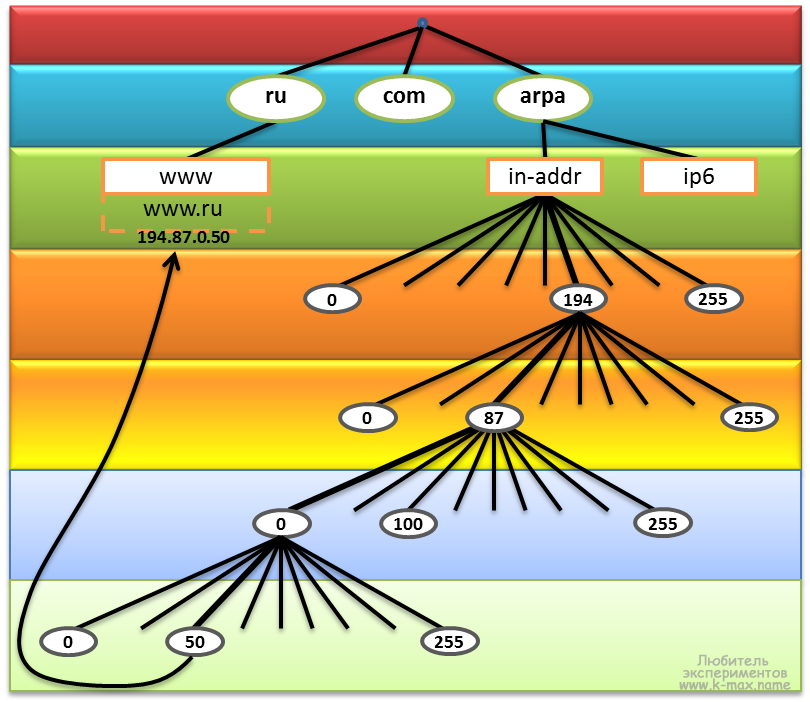 ru
com
arpa
www
in-addr
ip6
www.ru
194.87.0.50
0
194
255
0
87
255
0
100
255
0
50
255
Любитель
экспериментов
www.k-max.name